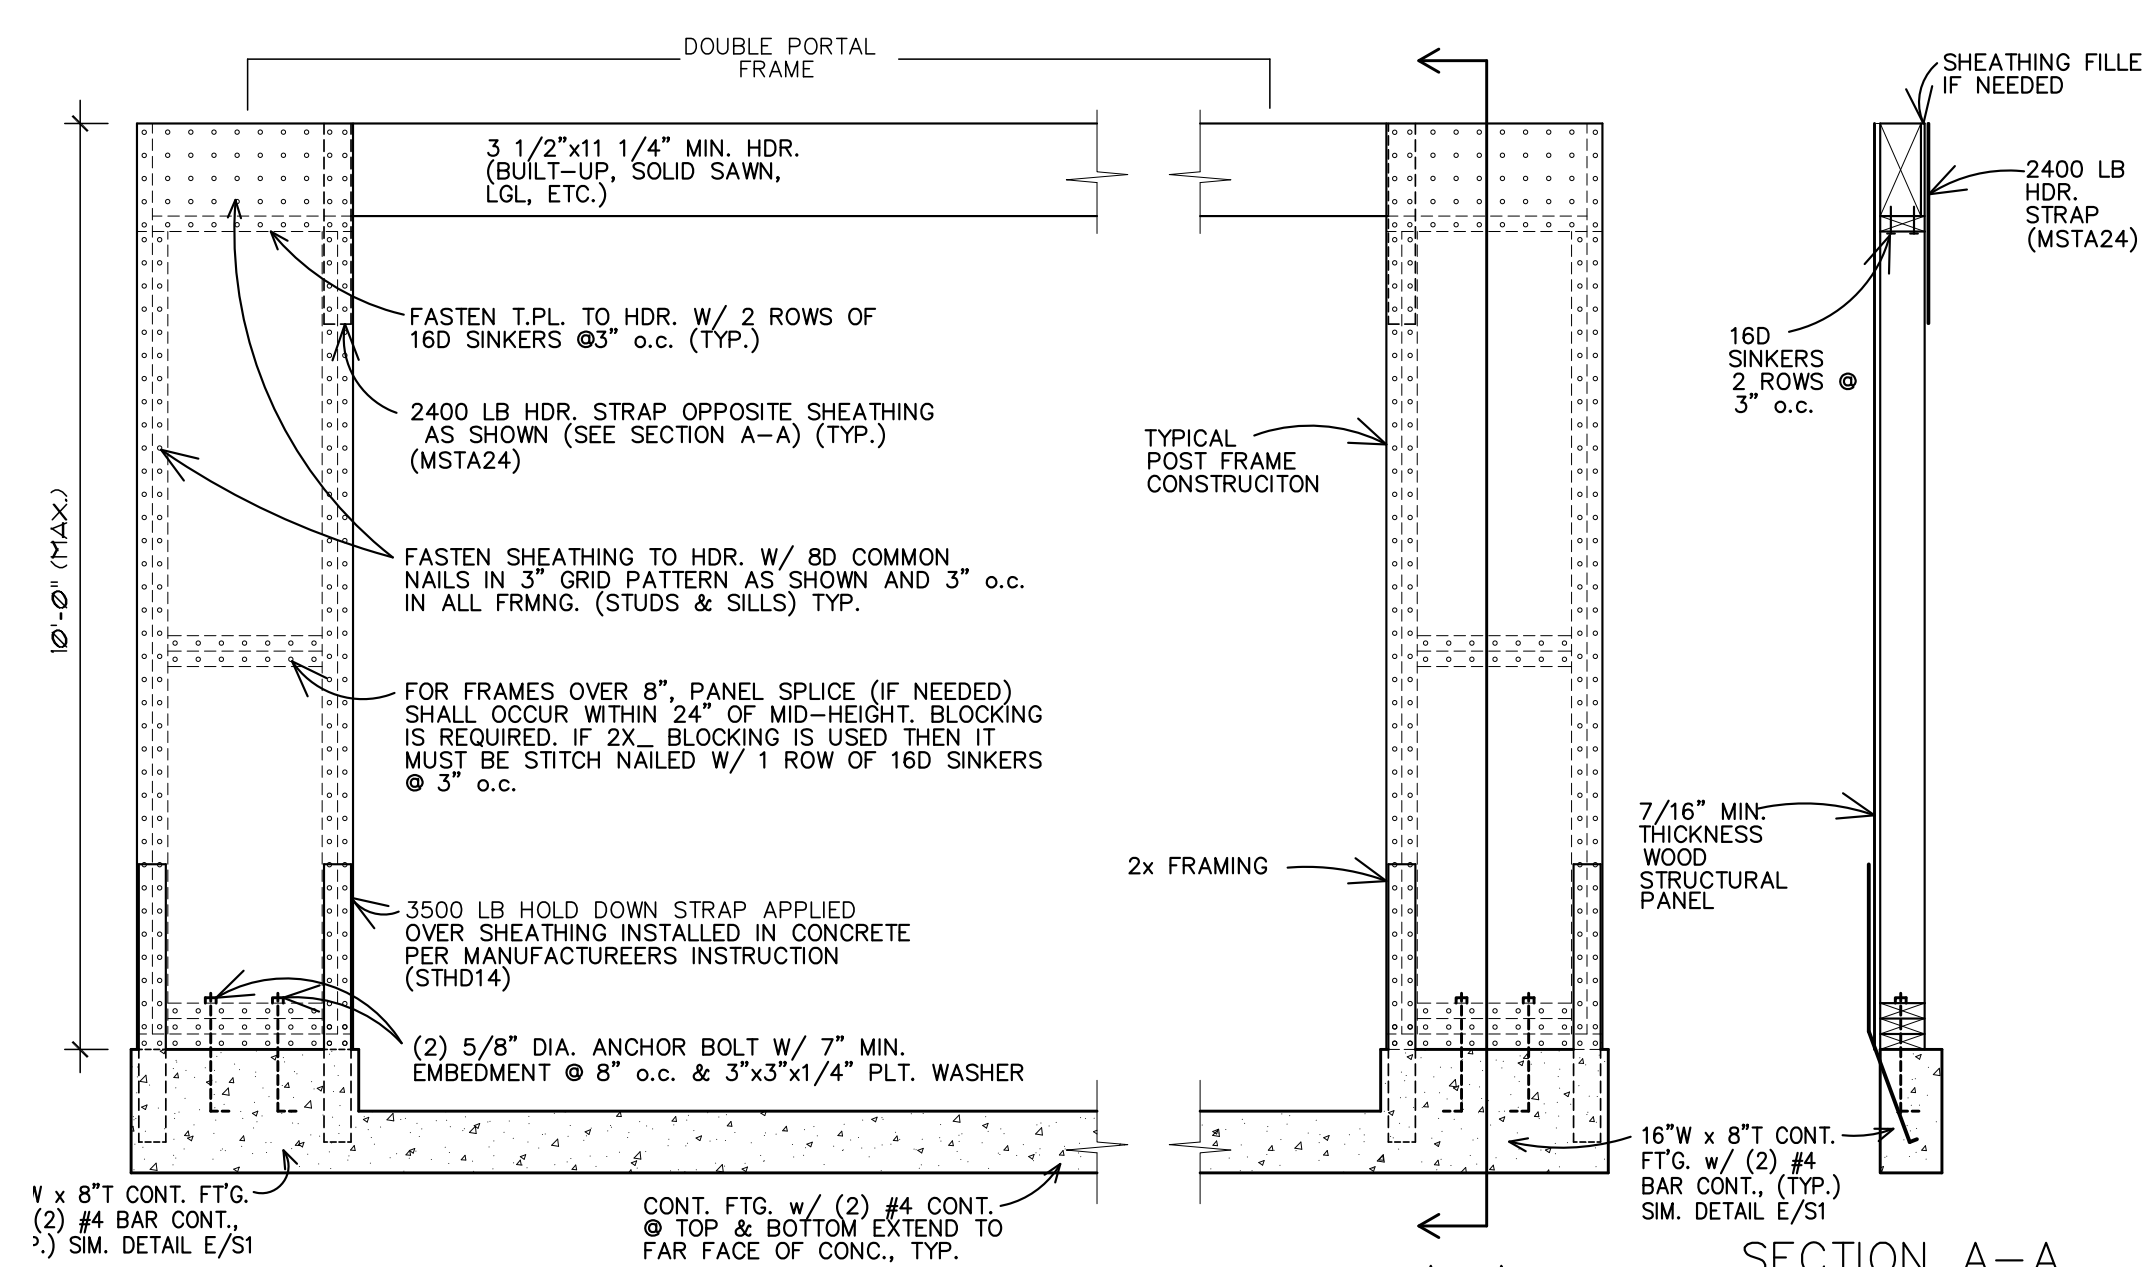 DOUBLE PORTAL
FRAME
3 1/2"x11 1/4" MIN. HDR.
(BUILT-UP, SOLID SAWN,
LGL, ETC.)
FASTEN T.PL. TO HDR. W/ 2 ROWS OF
16D SINKERS @3" o.c. (TYP.)
2400 LB HDR. STRAP OPPOSITE SHEATHING
AS SHOWN (SEE SECTION A-A) (TYP.)
(MSTA24)
10'-0" (MAX.)
FASTEN SHEATHING TO HDR. W/ 8D COMMON
NAILS IN 3" GRID PATTERN AS SHOWN AND 3" o.c.
IN ALL FRMNG. (STUDS & SILLS) TYP.
FOR FRAMES OVER 8", PANEL SPLICE (IF NEEDED)
SHALL OCCUR WITHIN 24" OF MID-HEIGHT. BLOCKING
IS REQUIRED. IF 2X_ BLOCKING IS USED THEN IT
MUST BE STITCH NAILED W/ 1 ROW OF 16D SINKERS
@ 3" o.c.
3500 LB HOLD DOWN STRAP APPLIED
OVER SHEATHING INSTALLED IN CONCRETE
PER MANUFACTUREERS INSTRUCTION
(STHD14)
(2) 5/8" DIA. ANCHOR BOLT W/ 7" MIN.
EMBEDMENT @ 8" o.c. & 3"x3"x1/4" PLT. WASHER
x 8"T CONT. FT'G.
(2) #4 BAR CONT.,
P.) SIM. DETAIL E/S1
CONT. FTG. w/ (2) #4 CONT.
@ TOP & BOTTOM EXTEND TO
FAR FACE OF CONC., TYP.
TYPICAL
POST FRAME
CONSTRUCITON
2x FRAMING
SHEATHING FILLE
IF NEEDED
2400 LB
HDR.
STRAP
(MSTA24)
16D
SINKERS
2 ROWS @
3" o.c.
7/16" MIN.
THICKNESS
WOOD
STRUCTURAL
PANEL
16"W x 8"T CONT.
FT'G. w/ (2) #4
BAR CONT., (TYP.)
SIM. DETAIL E/S1
SECTION A-A